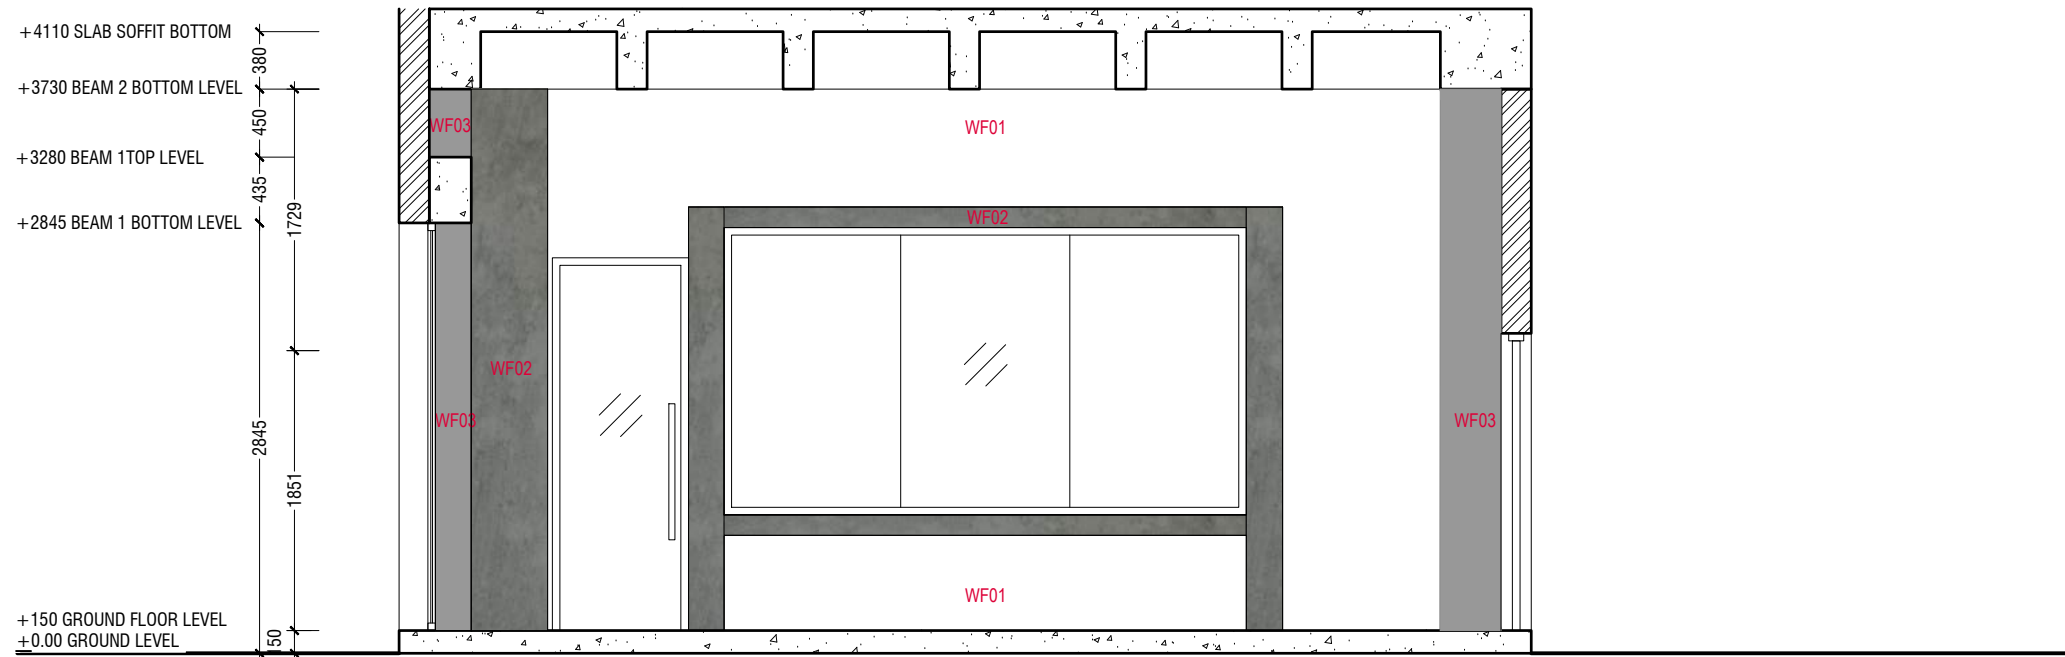 +4110 SLAB SOFFIT BOTTOM
380
+3730 BEAM 2 BOTTOM LEVEL
450
WF03
WF01
+3280 BEAM 1TOP LEVEL
435
1729
+2845 BEAM 1 BOTTOM LEVEL
WF02
WF02
WF03
WF03
2845
1851
WF01
+150 GROUND FLOOR LEVEL
+0.00 GROUND LEVEL
150